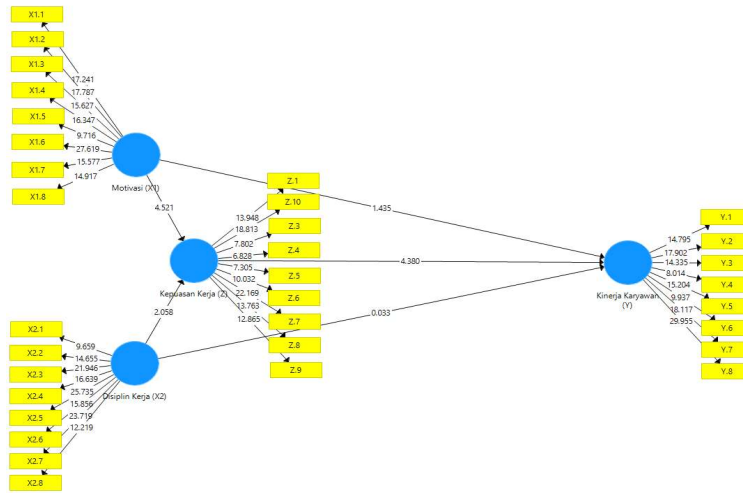 X1.1
X1.2
X1.3
X1.4
X1.5
X1.6
X1.7
X1.8
17.241
17.787
15.627
16.347
9.716
27.619
15.577
14.917
Motivasi (X1)
4.521
Z.1
Z.10
Z.3
Z.4
Z.5
Z.6
Z.7
Z.8
Z.9
13.948
18.813
7.802
6.828
7.305
10.032
22.169
13.763
12.865
Kepuasan Kerja (Z)
1.435
4.380
0.033
2.058
X2.1
X2.2
X2.3
X2.4
X2.5
X2.6
X2.7
X2.8
9.659
14.655
21.946
16.639
25.735
15.856
23.719
12.219
Disiplin Kerja (X2)
Kinerja Karyawan
(Y)
14.795
17.902
14.335
8.014
15.204
9.937
18.117
29.955
Y.1
Y.2
Y.3
Y.4
Y.5
Y.6
Y.7
Y.8